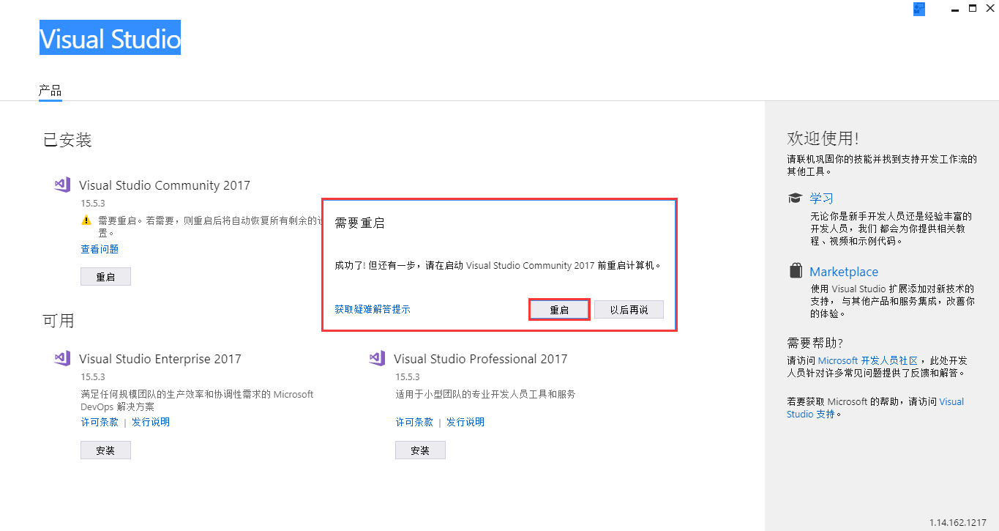 Visual Studio
产品
已安装
Visual Studio Community 2017
15.5.3
需要重启。若需要，则重启后将自动恢复所有剩余的设
置。
查看问题
重启
需要重启
成功了! 但还有一步，请在启动 Visual Studio Community 2017 前重启计算机。
获取疑难解答提示
重启
以后再说
可用
Visual Studio Enterprise 2017
15.5.3
满足任何规模团队的生产效率和协调性需求的 Microsoft
DevOps 解决方案
许可条款 | 发行说明
安装
Visual Studio Professional 2017
15.5.3
适用于小型团队的专业开发人员工具和服务
许可条款 | 发行说明
安装
欢迎使用!
请联机巩固你的技能并找到支持开发工作流的
其他工具。
学习
无论你是新手开发人员还是经验丰富的
开发人员，我们 都会为你提供相关教
程、视频和示例代码。
Marketplace
使用 Visual Studio 扩展添加对新技术的
支持， 与其他产品和服务集成，改善你
的体验。
需要帮助?
请访问 Microsoft 开发人员社区 ，此处开发
人员针对许多常见问题提供了反馈和解答。
若要获取 Microsoft 的帮助，请访问 Visual
Studio 支持。
1.14.162.1217